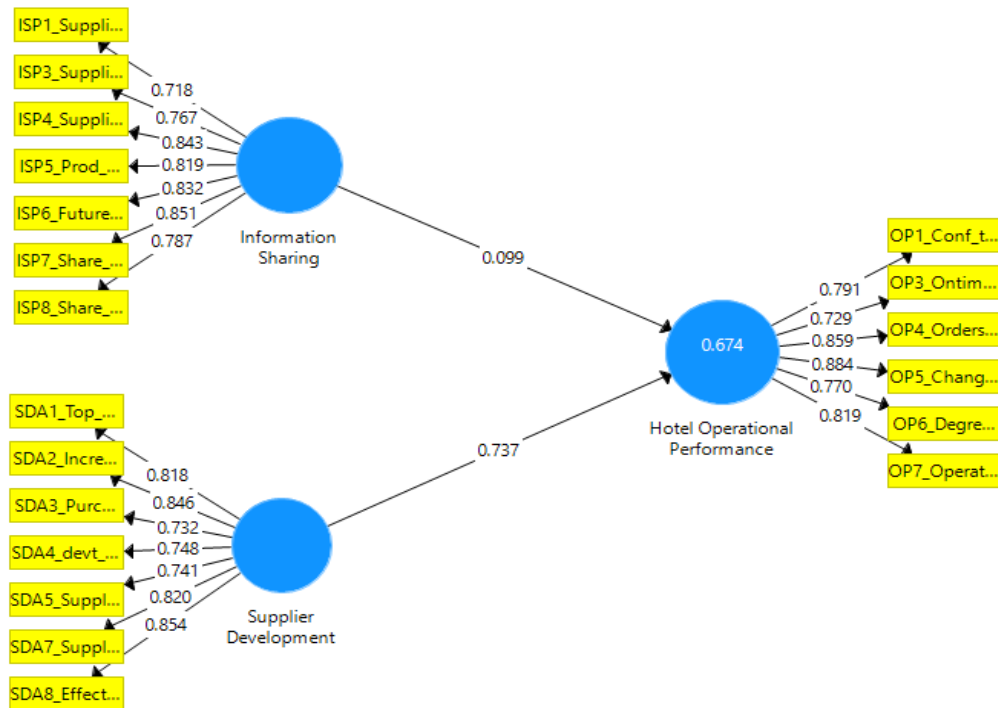 ISP1_Suppli...
ISP3_Suppli...
ISP4_Suppli...
ISP5_Prod_...
ISP6_Future...
ISP7_Share_...
ISP8_Share_...
0.718
0.767
0.843
0.819
0.832
0.851
0.787
Information
Sharing
0.099
SDA1_Top_...
SDA2_Incre...
SDA3_Purc...
SDA4_devt_...
SDA5_Suppl...
SDA7_Suppl...
SDA8_Effect...
0.818
0.846
0.732
0.748
0.741
0.820
0.854
Supplier
Development
0.737
0.674
Hotel Operational
Performance
0.791
0.729
0.859
0.884
0.770
0.819
OP1_Conf_t...
OP3_Ontim...
OP4_Orders...
OP5_Chang...
OP6_Degre...
OP7_Operat...